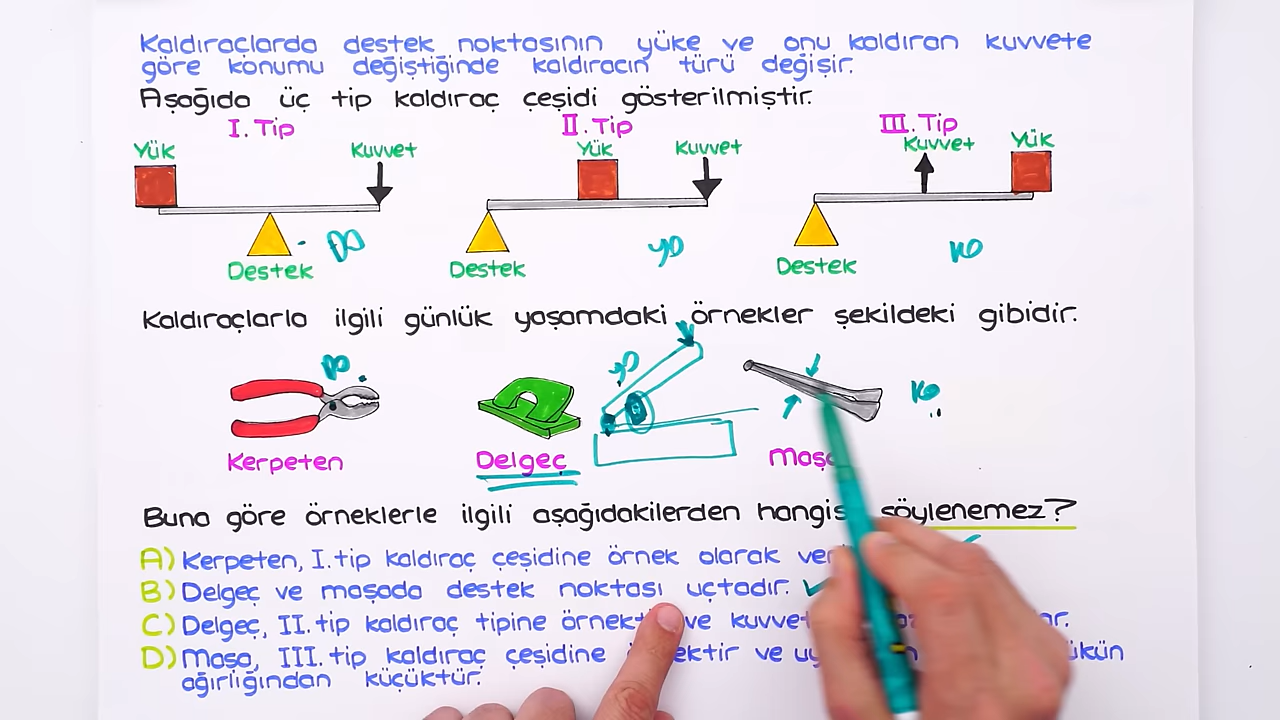 Kaldıraçlarda destek noktasının yüke ve onu kaldıran kuvvete
göre konumu değiştiğinde kaldıracın türü değişir.
Aşağıda üç tip kaldıraç çeşidi gösterilmiştir.
I. Tip II. Tip III. Tip
Yük Kuvvet Yük Kuvvet Kuvvet Yük
Destek Destek Destek
Kaldıraçlarla ilgili günlük yaşamdaki örnekler şekildeki gibidir.
Kerpeten Delgeç
Buna göre örneklerle ilgili aşağıdakilerden hangisi söylenemez?
A) Kerpeten, I. tip kaldıraç çeşidine örnek olarak
B) Delgeç ve maşada destek noktası uçtadır.
C) Delgeç, II. tip kaldıraç tipine ve
D) Maşa, III. tip kaldıraç çeşidine ve
ağırlığından küçüktür.